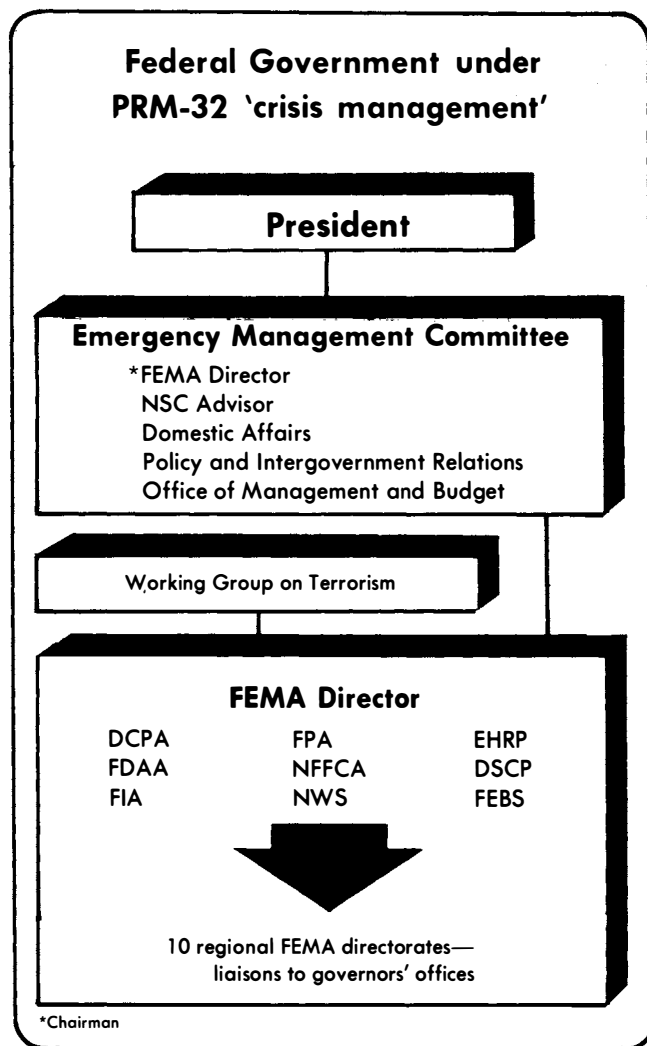 Federal Government under
PRM-32 'crisis management'
President
Emergency Management Committee
*FEMA Director
NSC Advisor
Domestic Affairs
Policy and Intergovernment Relations
Office of Management and Budget
Working Group on Terrorism
FEMA Director
DCPA FPA EHRP
FDAA NFFCA DSCP
FIA NWS FEBS
10 regional FEMA directorates—
liaisons to governors' offices
*Chairman